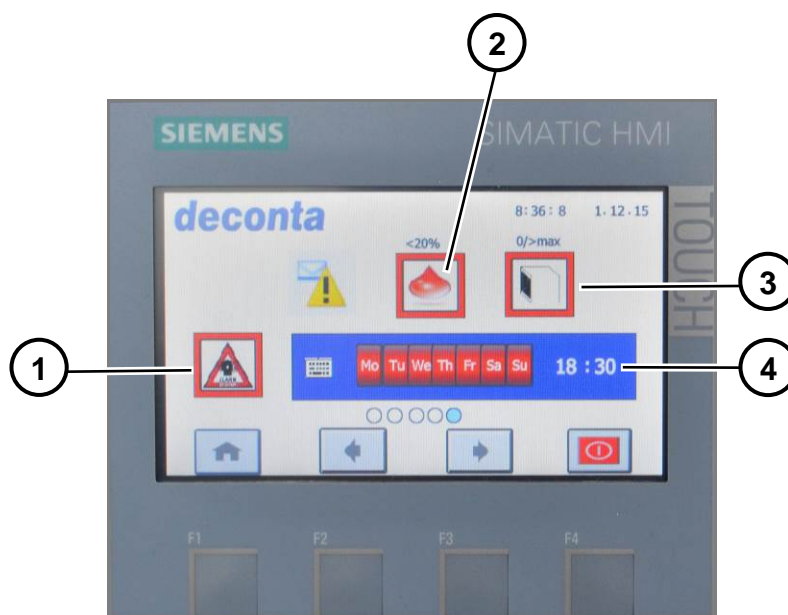 2
SIEMENS
SIMATIC HMI
TOUCH
deconta
8:36:8 1.12.15
<20%
0/>max
3
1
Mo Tu We Th Fr Sa Su
18:30
4
F1 F2 F3 F4